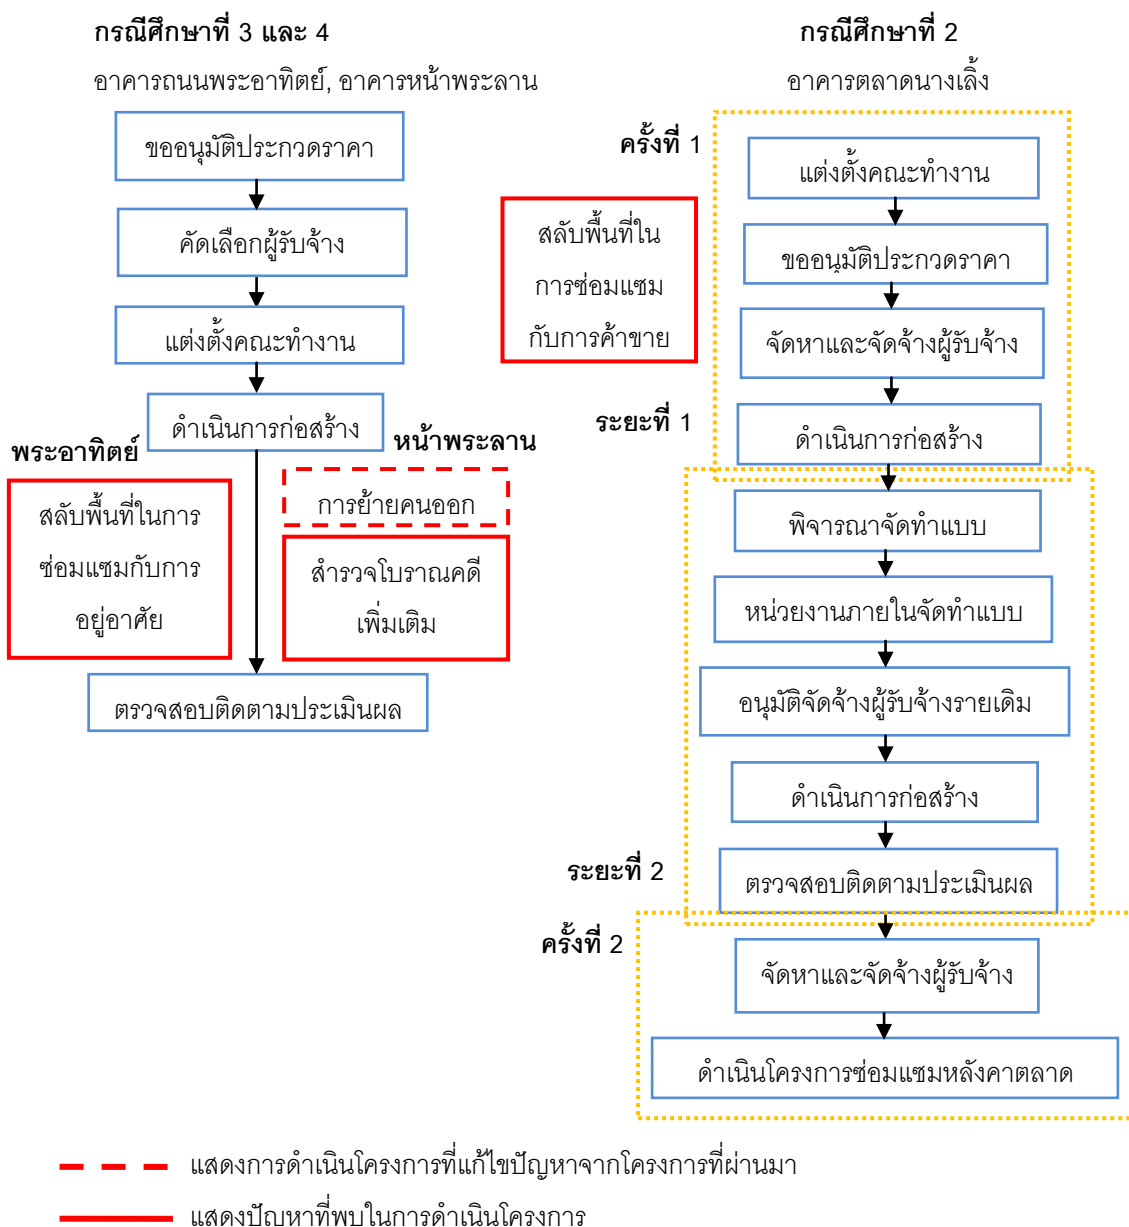 กรณีศึกษาที่ 3 และ 4
อาคารถนนพระอาทิตย์, อาคารหน้าพระลาน
ขออนุมัติประกวดราคา
คัดเลือกผู้รับจ้าง
แต่งตั้งคณะทำงาน
ดำเนินการก่อสร้าง
พระอาทิตย์
หน้าพระลาน
สลับพื้นที่ในการ
ซ่อมแซมกับการ
อยู่อาศัย
การย้ายคนออก
สำรวจโบราณคดี
เพิ่มเติม
ตรวจสอบติดตามประเมินผล
กรณีศึกษาที่ 2
อาคารตลาดนางเลิ้ง
ครั้งที่ 1
แต่งตั้งคณะทำงาน
สลับพื้นที่ใน
การซ่อมแซม
กับการค้าขาย
ขออนุมัติประกวดราคา
จัดหาและจัดจ้างผู้รับจ้าง
ระยะที่ 1
ดำเนินการก่อสร้าง
พิจารณาจัดทำแบบ
หน่วยงานภายในจัดทำแบบ
อนุมัติจัดจ้างผู้รับจ้างรายเดิม
ดำเนินการก่อสร้าง
ระยะที่ 2
ตรวจสอบติดตามประเมินผล
ครั้งที่ 2
จัดหาและจัดจ้างผู้รับจ้าง
ดำเนินโครงการซ่อมแซมหลังคาตลาด
แสดงการดำเนินโครงการที่แก้ไขปัญหาจากโครงการที่ผ่านมา
แสดงปัญหาที่พบในการดำเนินโครงการ